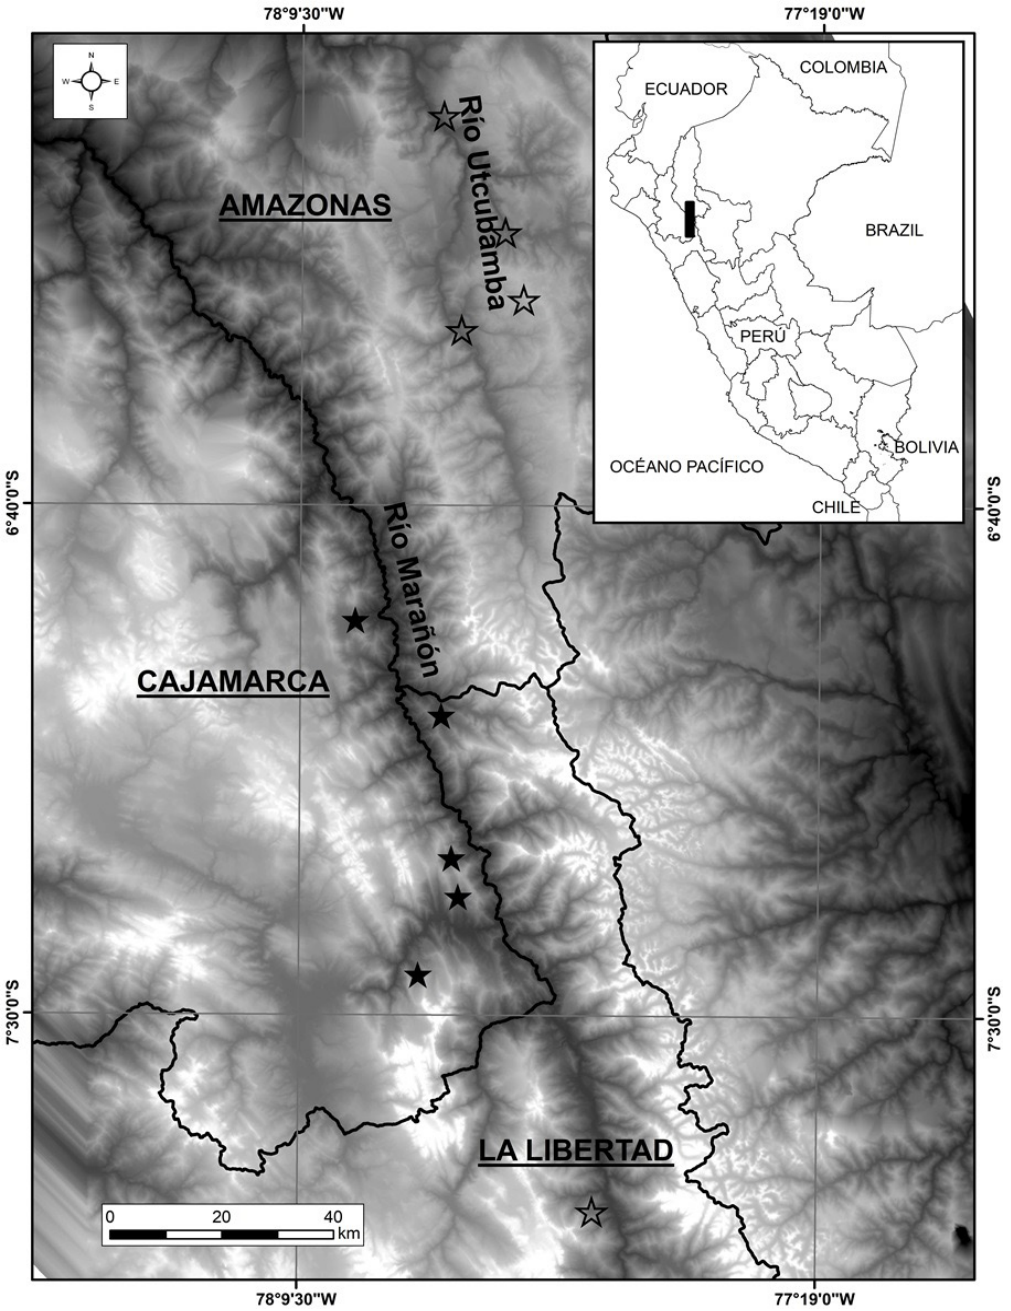 78°9'30"W
77°19'0"W
N
W
E
S
COLOMBIA
ECUADOR
Río Utcubamba
AMAZONAS
BRAZIL
PERÚ
BOLIVIA
OCÉANO PACÍFICO
CHILE
6°40'0"S
6°40'0"S
Río Marañón
CAJAMARCA
7°30'0"S
7°30'0"S
LA LIBERTAD
0 20 40
km
78°9'30"W
77°19'0"W